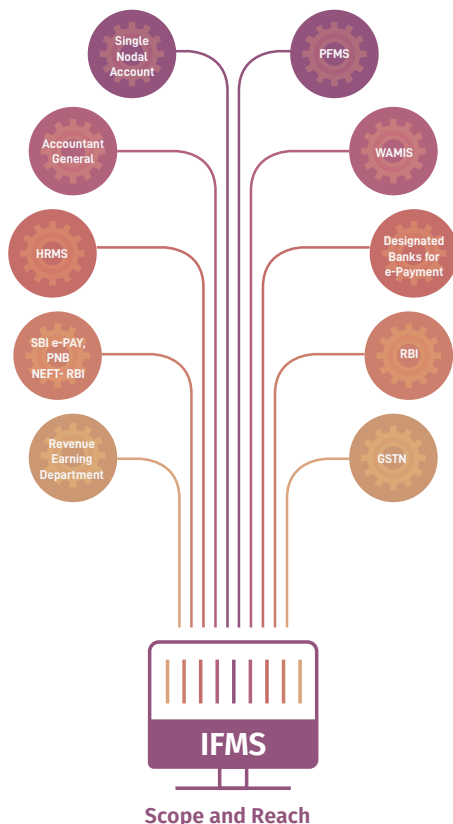 Single
Nodal
Account
PFMS
Accountant
General
WAMIS
HRMS
Designated
Banks for
e-Payment
SBI e-PAY,
PNB
NEFT- RBI
RBI
Revenue
Earning
Department
GSTN
IFMS
Scope and Reach